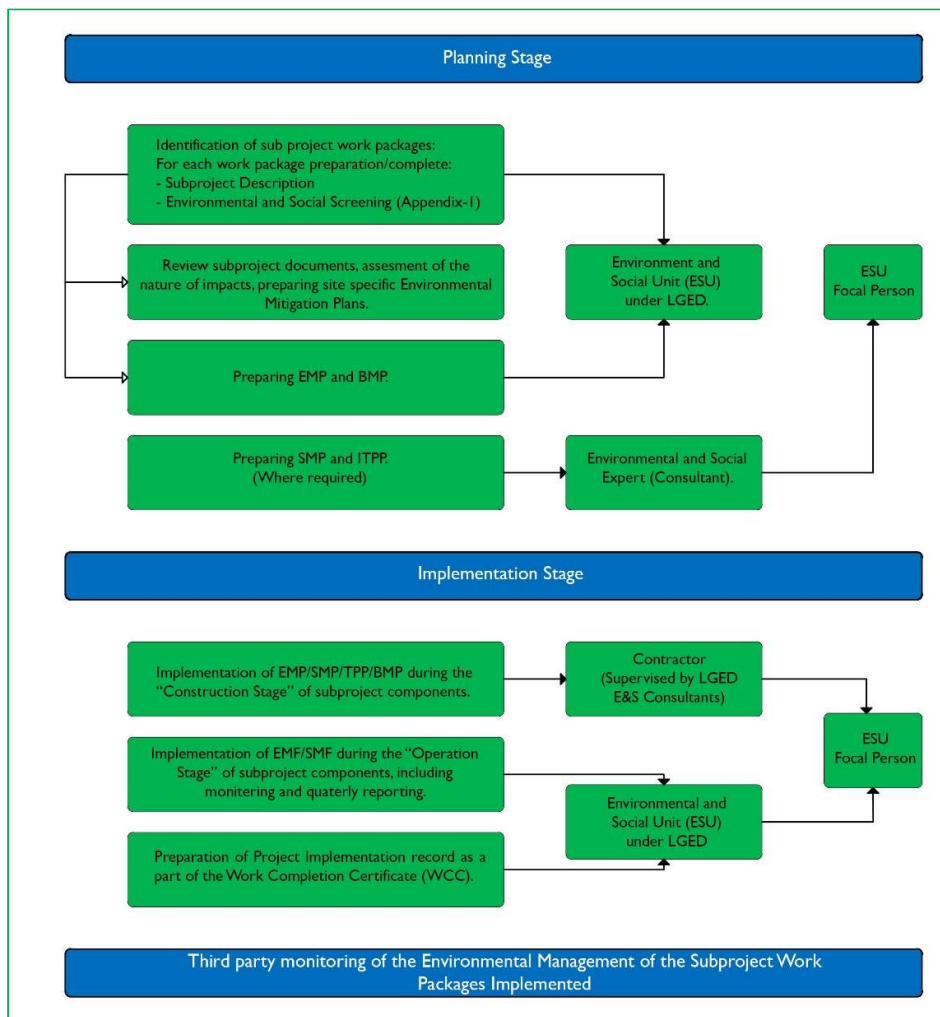 Planning Stage
Identification of sub project work packages:
For each work package preparation/complete:
- Subproject Description
- Environmental and Social Screening (Appendix-1)
Review subproject documents, assesment of the
nature of impacts, preparing site specific Environmental
Mitigation Plans.
Environment and
Social Unit (ESU)
under LGED.
ESU
Focal Person
Preparing EMP and BMP.
Preparing SMP and ITPP.
(Where required)
Environmental and Social
Expert (Consultant).
Implementation Stage
Implementation of EMP/SMP/TPP/BMP during the
“Construction Stage” of subproject components.
Contractor
(Supervised by LGED
E&S Consultants)
Implementation of EMF/SMF during the “Operation
Stage” of subproject components, including
monitering and quaterly reporting.
ESU
Focal Person
Environmental and
Social Unit (ESU)
under LGED
Preparation of Project Implementation record as a
part of the Work Completion Certificate (WCC).
Third party monitoring of the Environmental Management of the Subproject Work
Packages Implemented